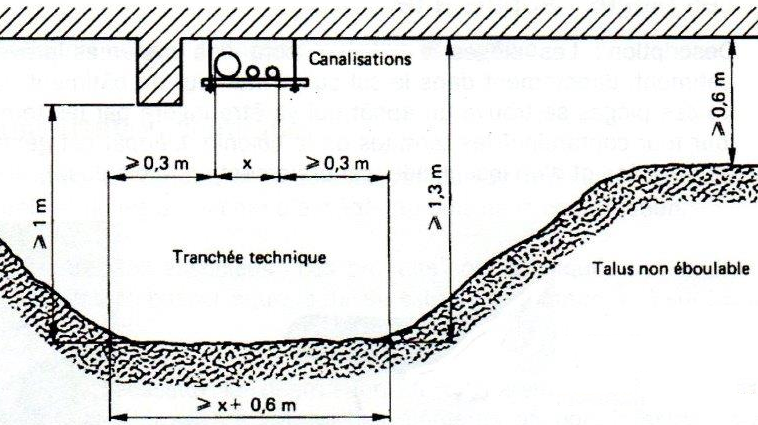 Canalisations
≥ 0,6 m
≥ 0,3 m
x
≥ 0,3 m
≥ 1 m
≥ 1,3 m
Tranchée technique
Talus non éboulable
≥ x + 0,6 m